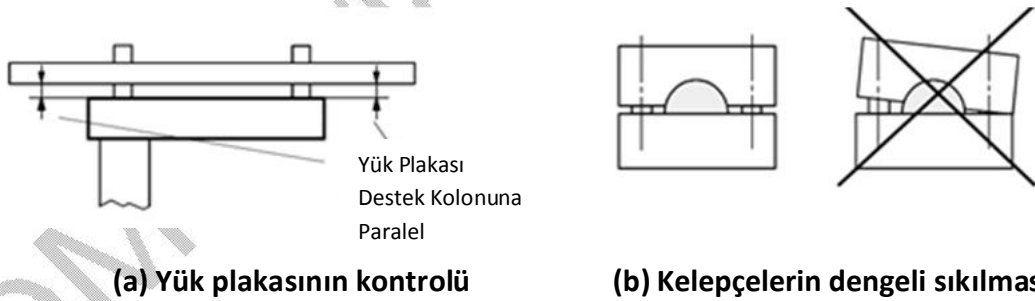 Yük Plakası
Destek Kolonuna
Paralel
(a) Yük plakasının kontrolü
(b) Kelepçelerin dengeli sıkılmas